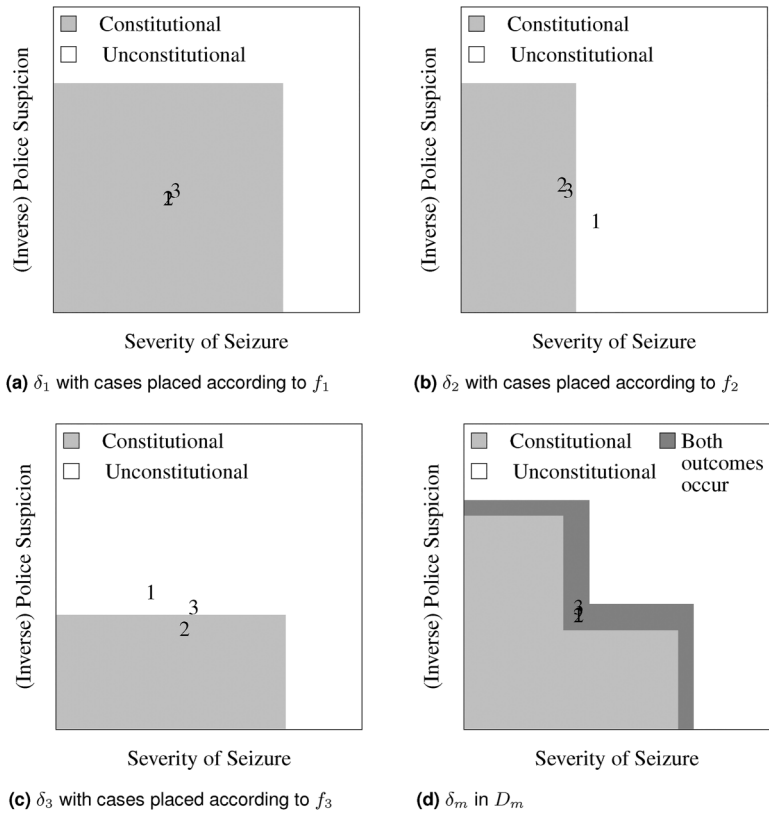 Constitutional
Unconstitutional
(Inverse) Police Suspicion
2
1
3
Severity of Seizure
(a) δ₁ with cases placed according to f₁
Constitutional
Unconstitutional
(Inverse) Police Suspicion
2
3
1
Severity of Seizure
(b) δ₂ with cases placed according to f₂
Constitutional
Unconstitutional
(Inverse) Police Suspicion
1
3
2
Severity of Seizure
(c) δ₃ with cases placed according to f₃
Constitutional
Unconstitutional
Both
outcomes
occur
(Inverse) Police Suspicion
3
1
2
Severity of Seizure
(d) δₘ in Dₘ